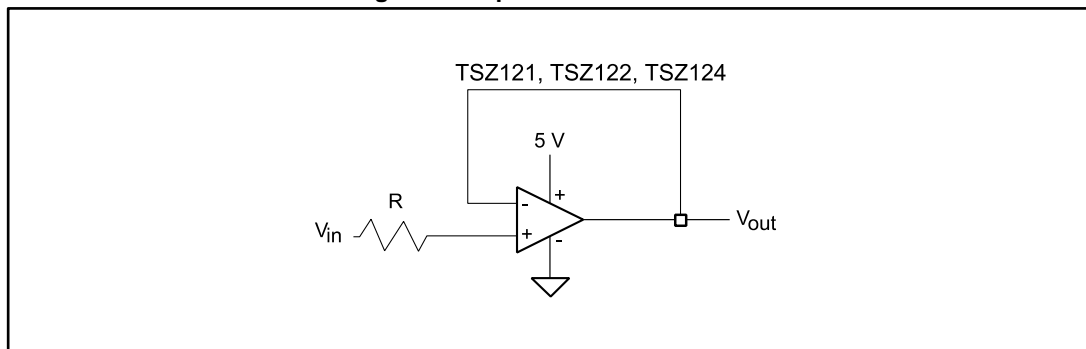 TSZ121, TSZ122, TSZ124
5 V
+
R
-
Vin
+
-
Vout